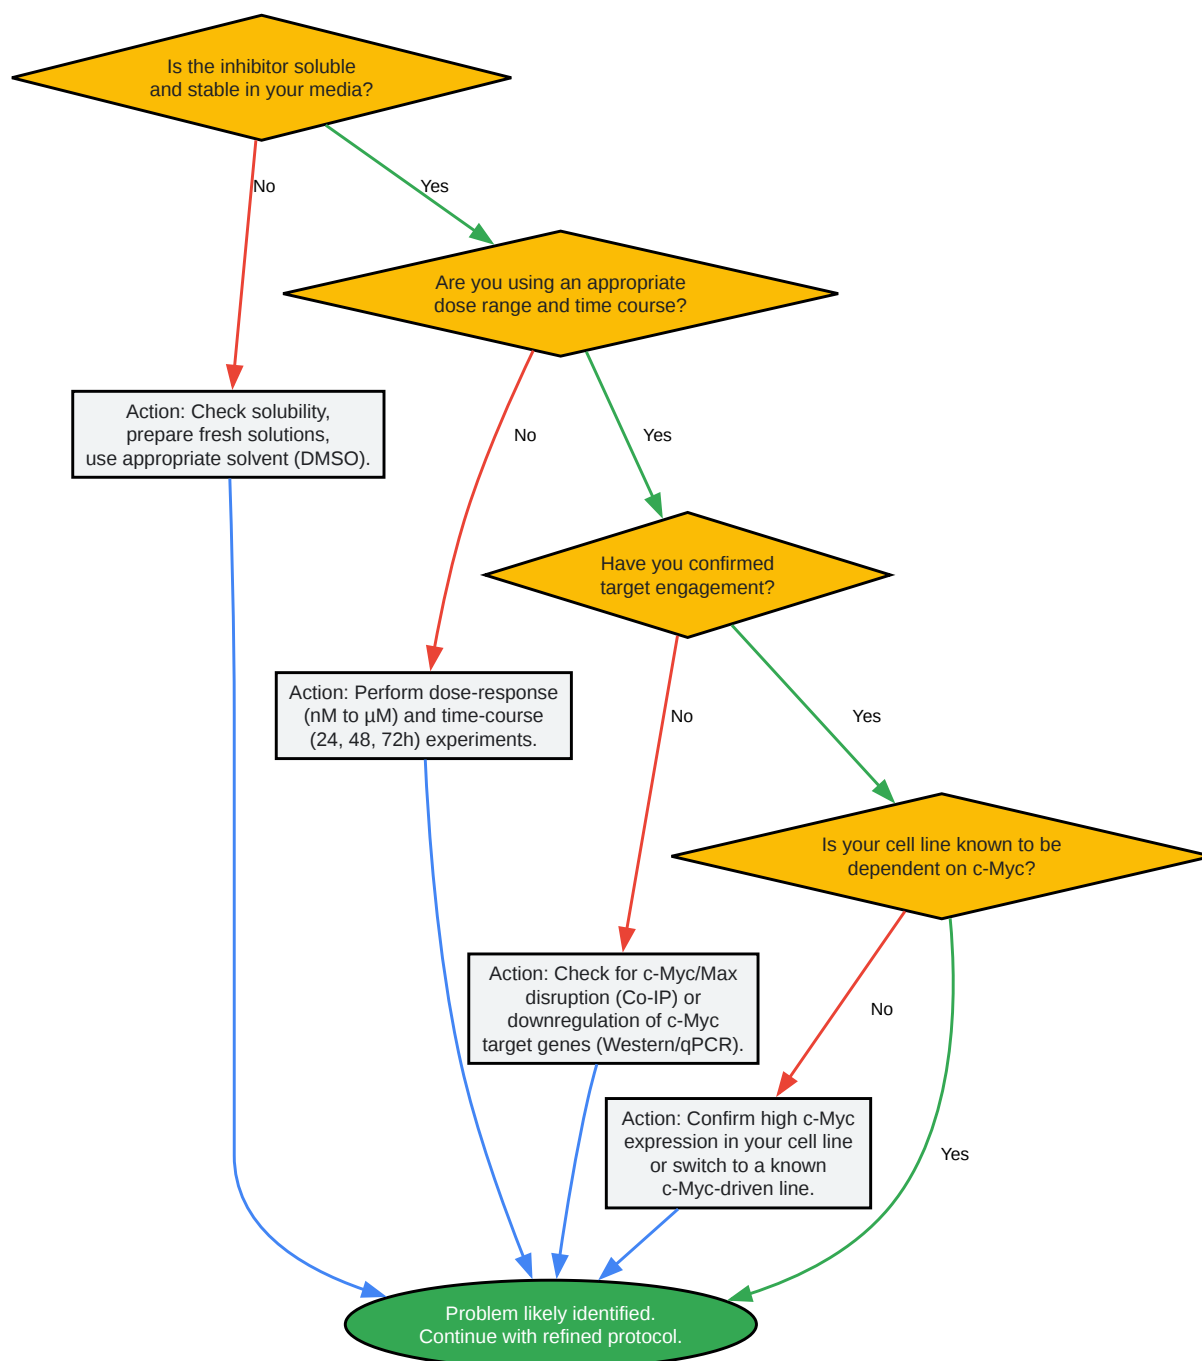 Is the inhibitor soluble
and stable in your media?
No
Yes
Are you using an appropriate
dose range and time course?
Action: Check solubility,
prepare fresh solutions,
use appropriate solvent (DMSO).
No
Yes
Have you confirmed
target engagement?
Action: Perform dose-response
(nM to µM) and time-course
(24, 48, 72h) experiments.
No
Yes
Is your cell line known to be
dependent on c-Myc?
Action: Check for c-Myc/Max
disruption (Co-IP) or
downregulation of c-Myc
target genes (Western/qPCR).
No
Action: Confirm high c-Myc
expression in your cell line
or switch to a known
c-Myc-driven line.
Yes
Problem likely identified.
Continue with refined protocol.